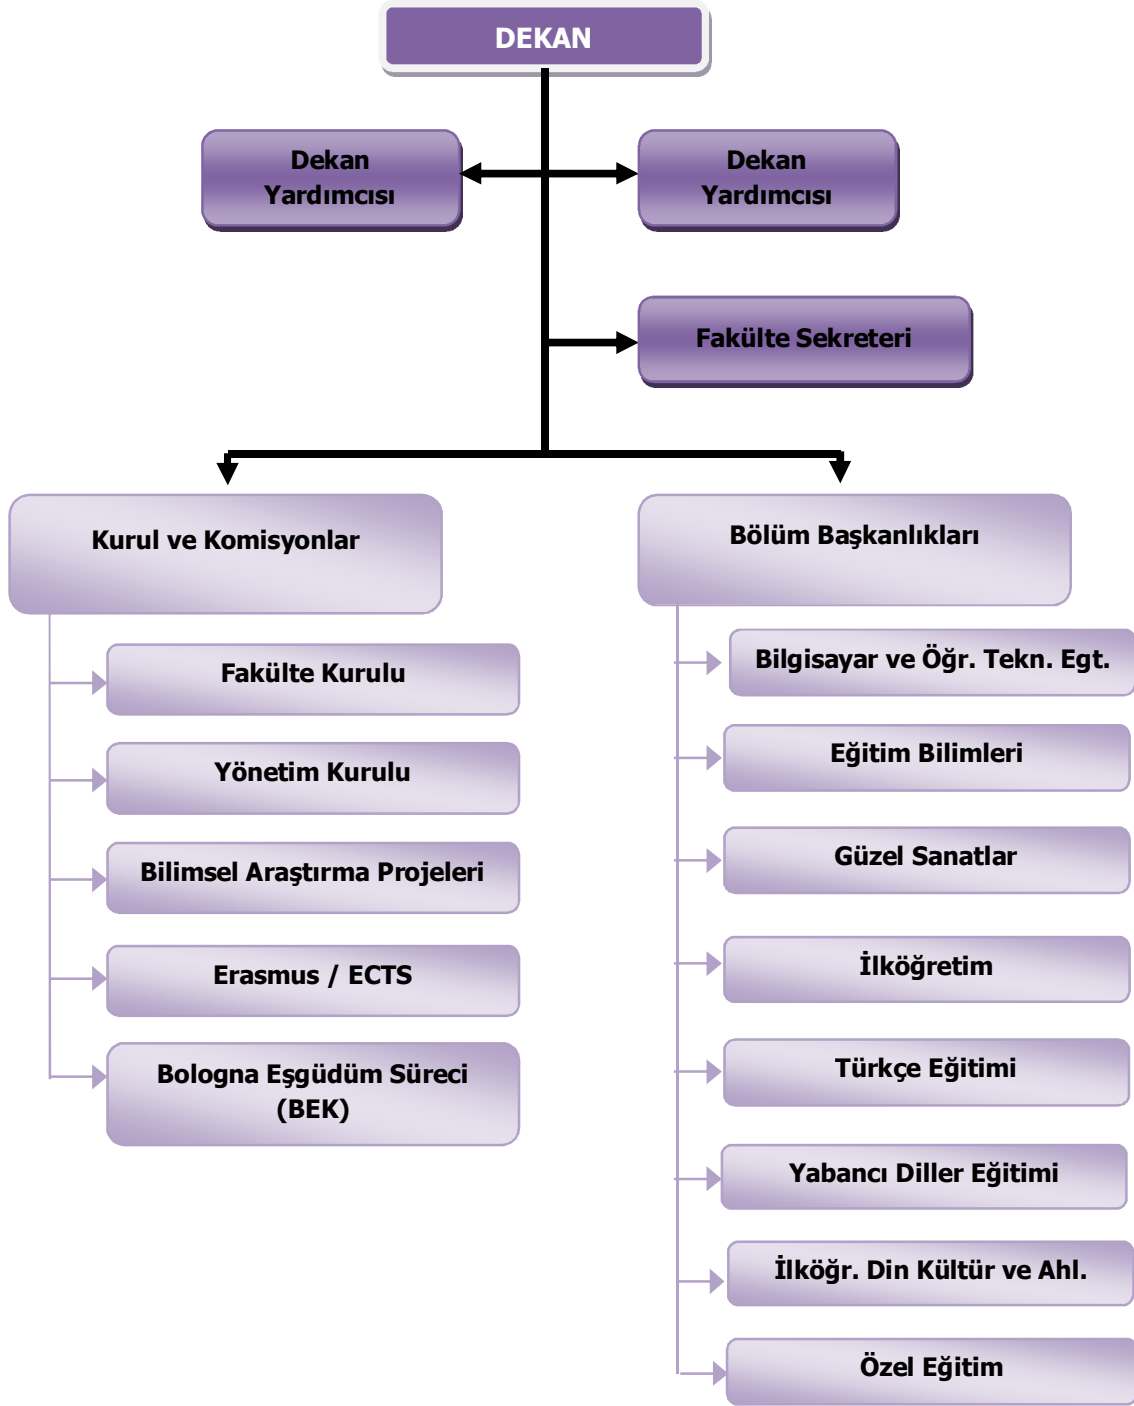 DEKAN
Dekan
Yardımcısı
Dekan
Yardımcısı
Fakülte Sekreteri
Kurul ve Komisyonlar
Fakülte Kurulu
Yönetim Kurulu
Bilimsel Araştırma Projeleri
Erasmus / ECTS
Bologna Eşgüdüm Süreci
(BEK)
Bölüm Başkanlıkları
Bilgisayar ve Öğr. Tekn. Egt.
Eğitim Bilimleri
Güzel Sanatlar
İlköğretim
Türkçe Eğitimi
Yabancı Diller Eğitimi
İlköğr. Din Kültür ve Ahl.
Özel Eğitim